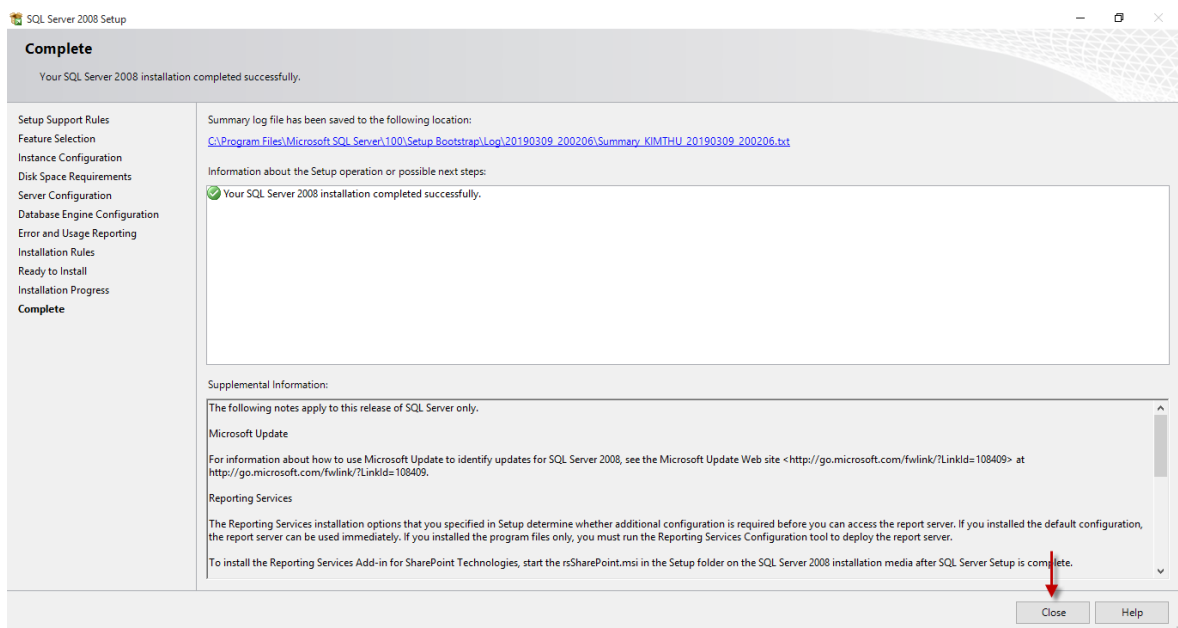 SQL Server 2008 Setup
Complete
Your SQL Server 2008 installation completed successfully.
Setup Support Rules
Feature Selection
Instance Configuration
Disk Space Requirements
Server Configuration
Database Engine Configuration
Error and Usage Reporting
Installation Rules
Ready to Install
Installation Progress
Complete
Summary log file has been saved to the following location:
C:\Program Files\Microsoft SQL Server\100\Setup Bootstrap\Log\20190309_200206\Summary_KIMTHU_20190309_200206.txt
Information about the Setup operation or possible next steps:
Your SQL Server 2008 installation completed successfully.
Supplemental Information:
The following notes apply to this release of SQL Server only.
Microsoft Update
For information about how to use Microsoft Update to identify updates for SQL Server 2008, see the Microsoft Update Web site <http://go.microsoft.com/fwlink/?LinkId=108409> at
http://go.microsoft.com/fwlink/?LinkId=108409.
Reporting Services
The Reporting Services installation options that you specified in Setup determine whether additional configuration is required before you can access the report server. If you installed the default configuration,
the report server can be used immediately. If you installed the program files only, you must run the Reporting Services Configuration tool to deploy the report server.
To install the Reporting Services Add-in for SharePoint Technologies, start the rsSharePoint.msi in the Setup folder on the SQL Server 2008 installation media after SQL Server Setup is complete.
Close
Help